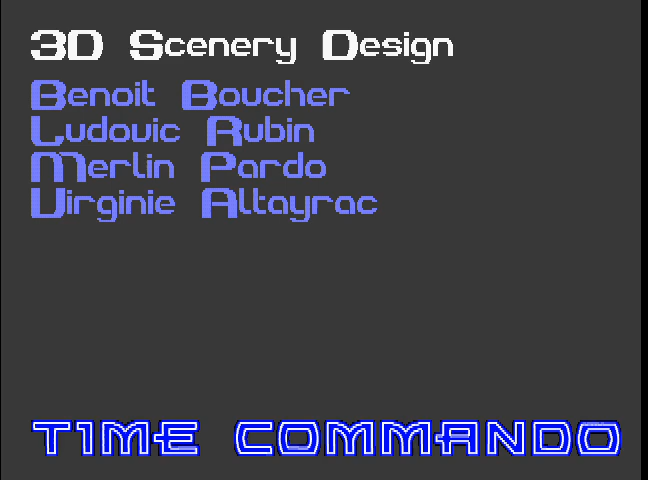 3D Scenery Design
Benoit Boucher
Ludovic Rubin
Merlin Pardo
Virginie Altayrac
TIME COMMANDO